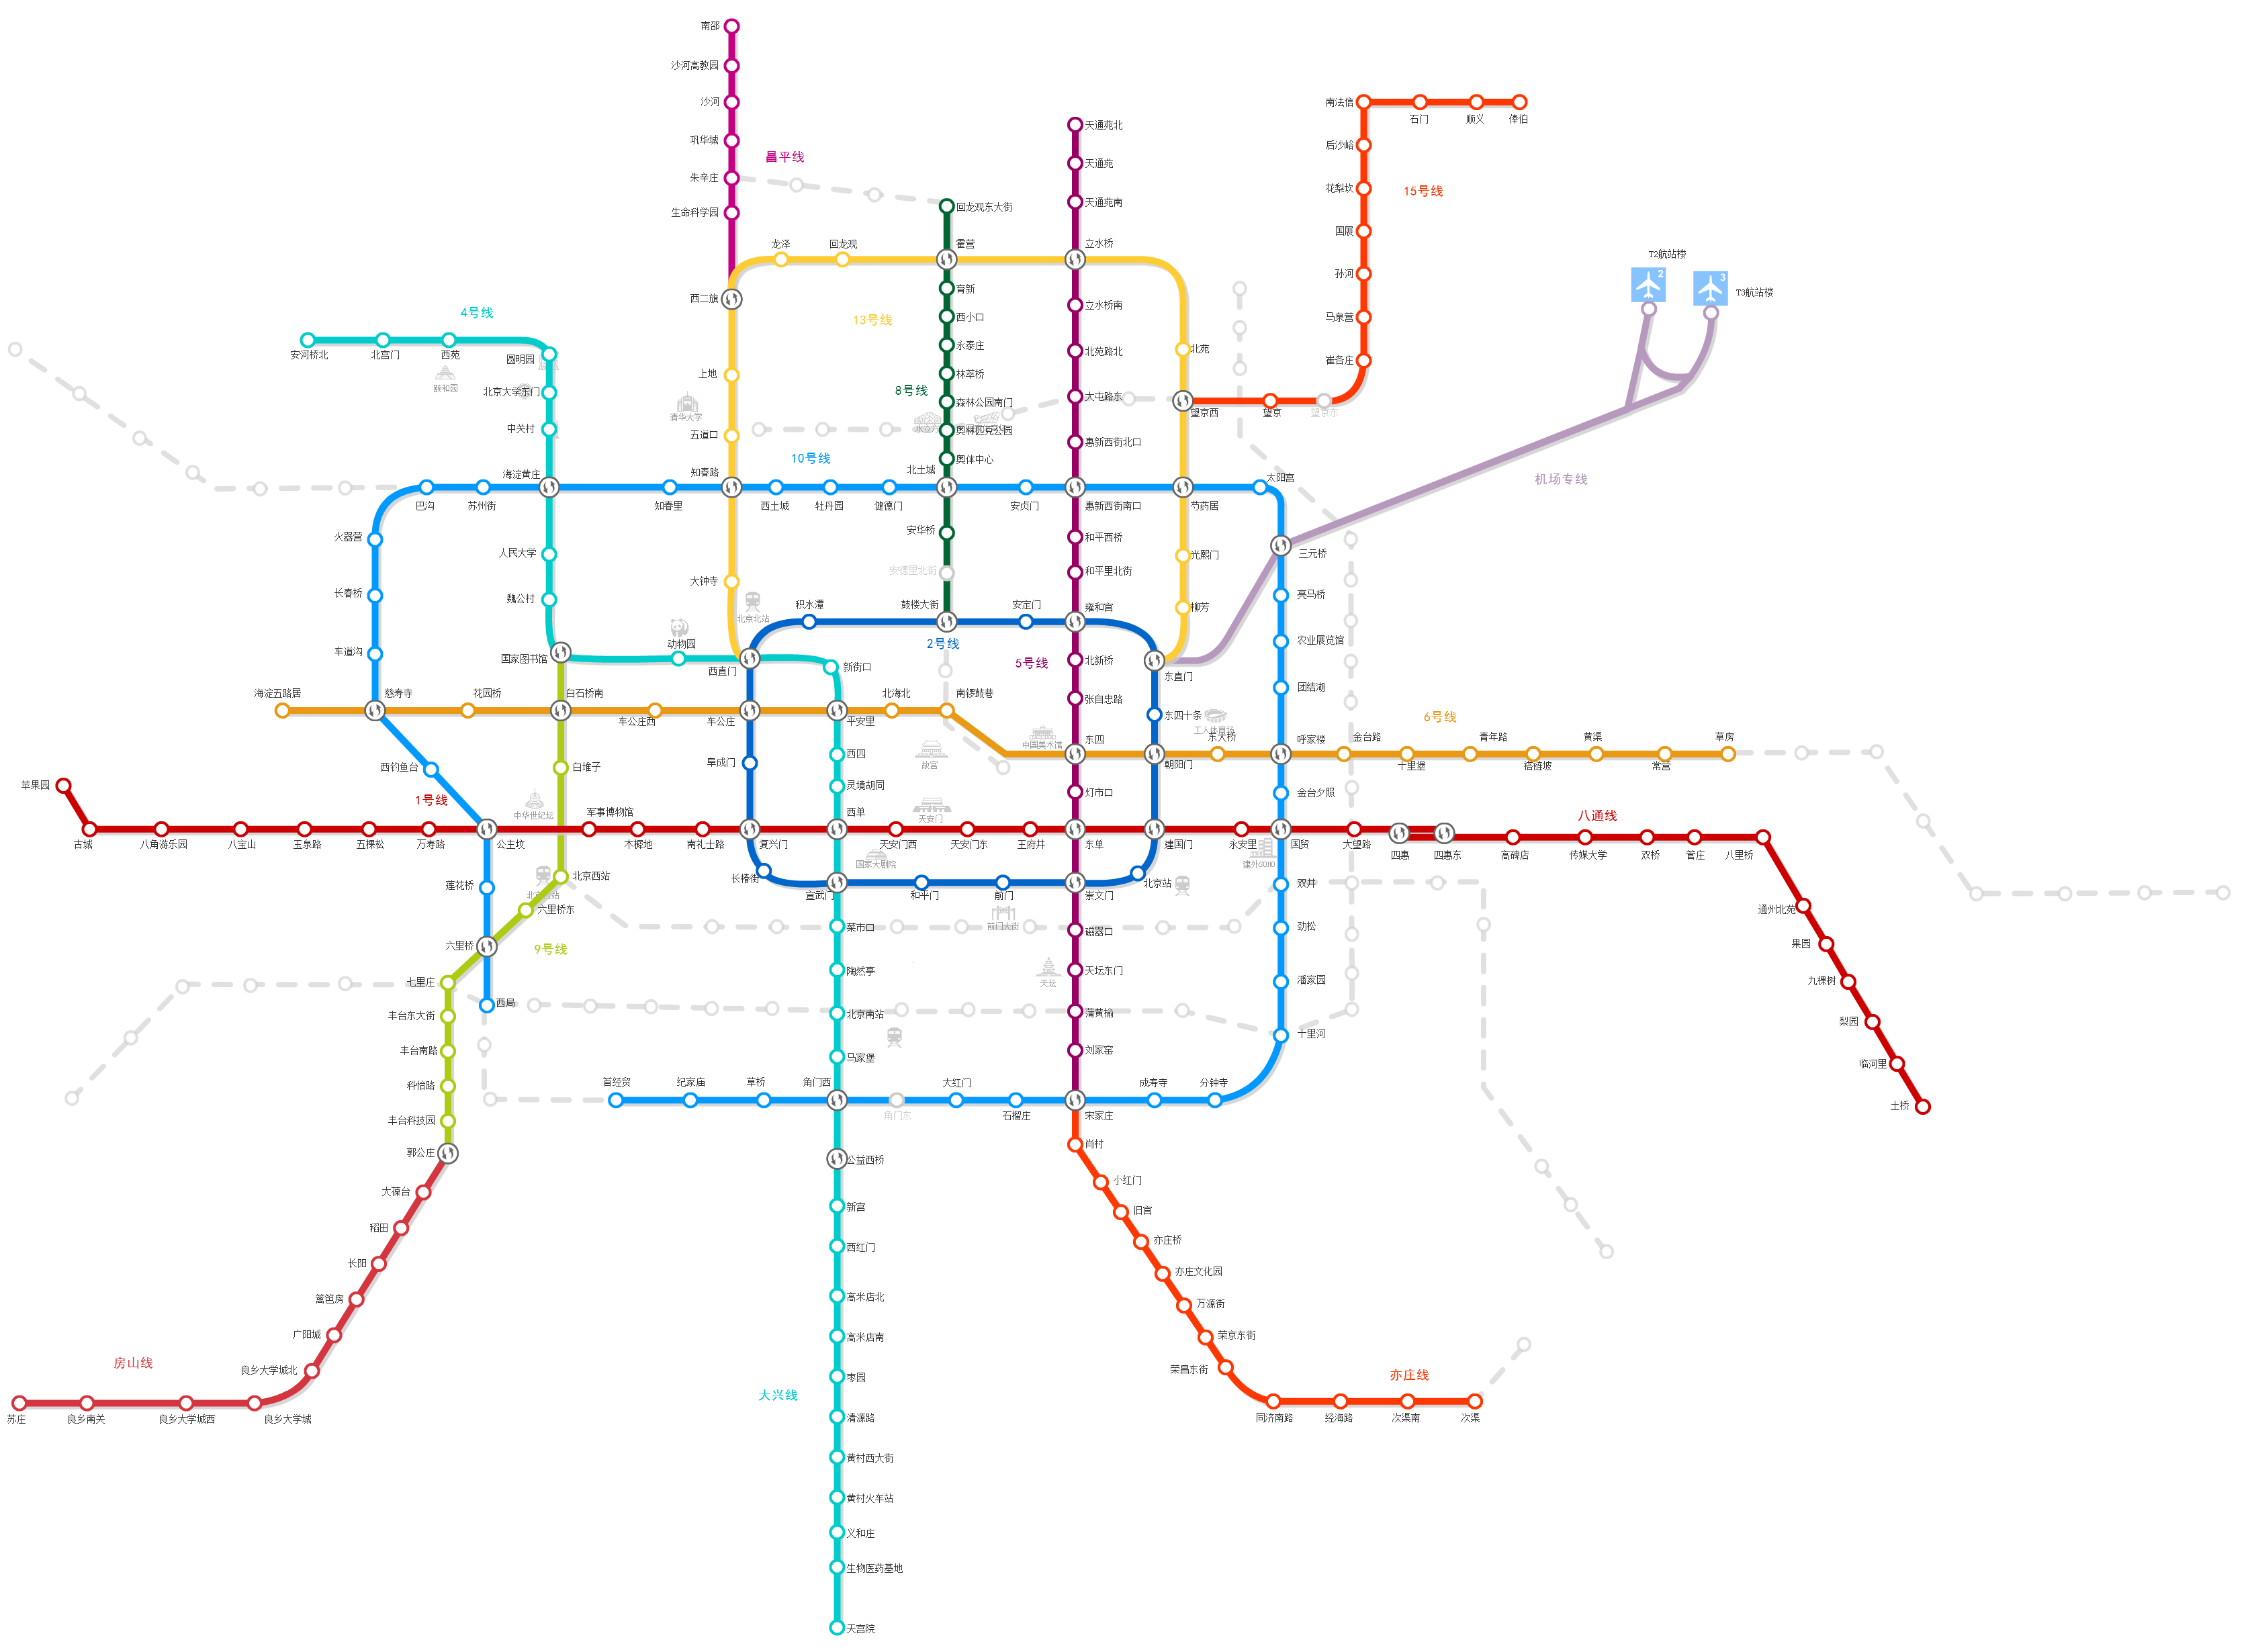 南邵
沙河高教园
沙河
巩华城
朱辛庄
生命科学园
昌平线
天通苑北
天通苑
天通苑南
南法信
石门
顺义
俸伯
后沙峪
花梨坎
国展
孙河
马泉营
崔各庄
15号线
回龙观东大街
龙泽
回龙观
霍营
立水桥
T2航站楼
2
3
T3航站楼
西二旗
育新
西小口
永泰庄
林萃桥
森林公园南门
奥林匹克公园
奥体中心
8号线
13号线
立水桥南
北苑路北
大屯路东
惠新西街北口
北苑
望京西
望京
望京东
4号线
安河桥北
北宫门
西苑
圆明园
颐和园
北京大学东门
中关村
上地
清华大学
五道口
水立方
10号线
机场专线
海淀黄庄
知春路
北土城
太阳宫
巴沟
苏州街
知春里
西土城
牡丹园
健德门
安贞门
惠新西街南口
芍药居
火器营
人民大学
安华桥
和平西桥
光熙门
三元桥
长春桥
魏公村
大钟寺
安德里北街
和平里北街
亮马桥
北京北站
积水潭
鼓楼大街
安定门
雍和宫
柳芳
车道沟
国家图书馆
动物园
西直门
新街口
2号线
5号线
北新桥
东直门
农业展览馆
海淀五路居
慈寿寺
花园桥
白石桥南
车公庄西
车公庄
平安里
北海北
南锣鼓巷
张自忠路
东四十条
工人体育场
团结湖
6号线
西钓鱼台
白堆子
阜成门
西四
故宫
中国美术馆
东四
朝阳门
东大桥
呼家楼
金台路
十里堡
青年路
褡裢坡
黄渠
常营
草房
苹果园
1号线
中华世纪坛
军事博物馆
灵境胡同
西单
天安门
灯市口
金台夕照
八通线
古城
八角游乐园
八宝山
玉泉路
五棵松
万寿路
公主坟
木樨地
南礼士路
复兴门
天安门西
天安门东
王府井
东单
建国门
永安里
国贸
大望路
四惠
四惠东
高碑店
传媒大学
双桥
管庄
八里桥
国家大剧院
建外SOHO
莲花桥
北京西站
北京西站
长椿街
宣武门
和平门
前门
崇文门
北京站
双井
通州北苑
六里桥东
前门大街
六里桥
9号线
菜市口
磁器口
劲松
果园
七里庄
陶然亭
天坛
天坛东门
潘家园
九棵树
西局
丰台东大街
北京南站
蒲黄榆
十里河
梨园
丰台南路
马家堡
刘家窑
临河里
科怡路
首经贸
纪家庙
草桥
角门西
角门东
大红门
石榴庄
宋家庄
成寿寺
分钟寺
土桥
丰台科技园
郭公庄
公益西桥
肖村
大葆台
新宫
小红门
稻田
旧宫
长阳
西红门
亦庄桥
篱笆房
高米店北
亦庄文化园
广阳城
高米店南
万源街
荣京东街
房山线
良乡大学城北
枣园
荣昌东街
亦庄线
苏庄
良乡南关
良乡大学城西
良乡大学城
大兴线
清源路
同济南路
经海路
次渠南
次渠
黄村西大街
黄村火车站
义和庄
生物医药基地
天宫院